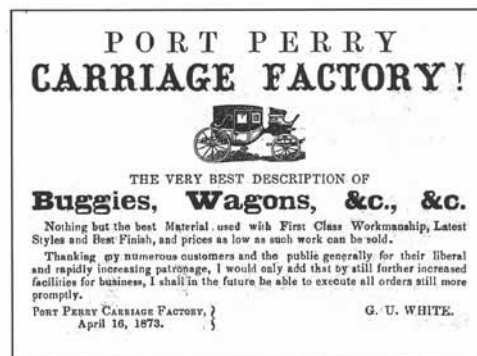 PORT PERRY
CARRIAGE FACTORY!
THE VERY BEST DESCRIPTION OF
Buggies, Wagons, &c., &c.
Nothing but the best Material used with First Class Workmanship, Latest
Styles and Best Finish, and prices as low as such work can be sold.
Thanking my numerous customers and the public generally for their liberal
and rapidly increasing patronage, I would only add that by still further increased
facilities for business, I shall in the future be able to execute all orders still more
promptly.
PORT PERRY CARRIAGE FACTORY, } G. U. WHITE.
April 16, 1873.